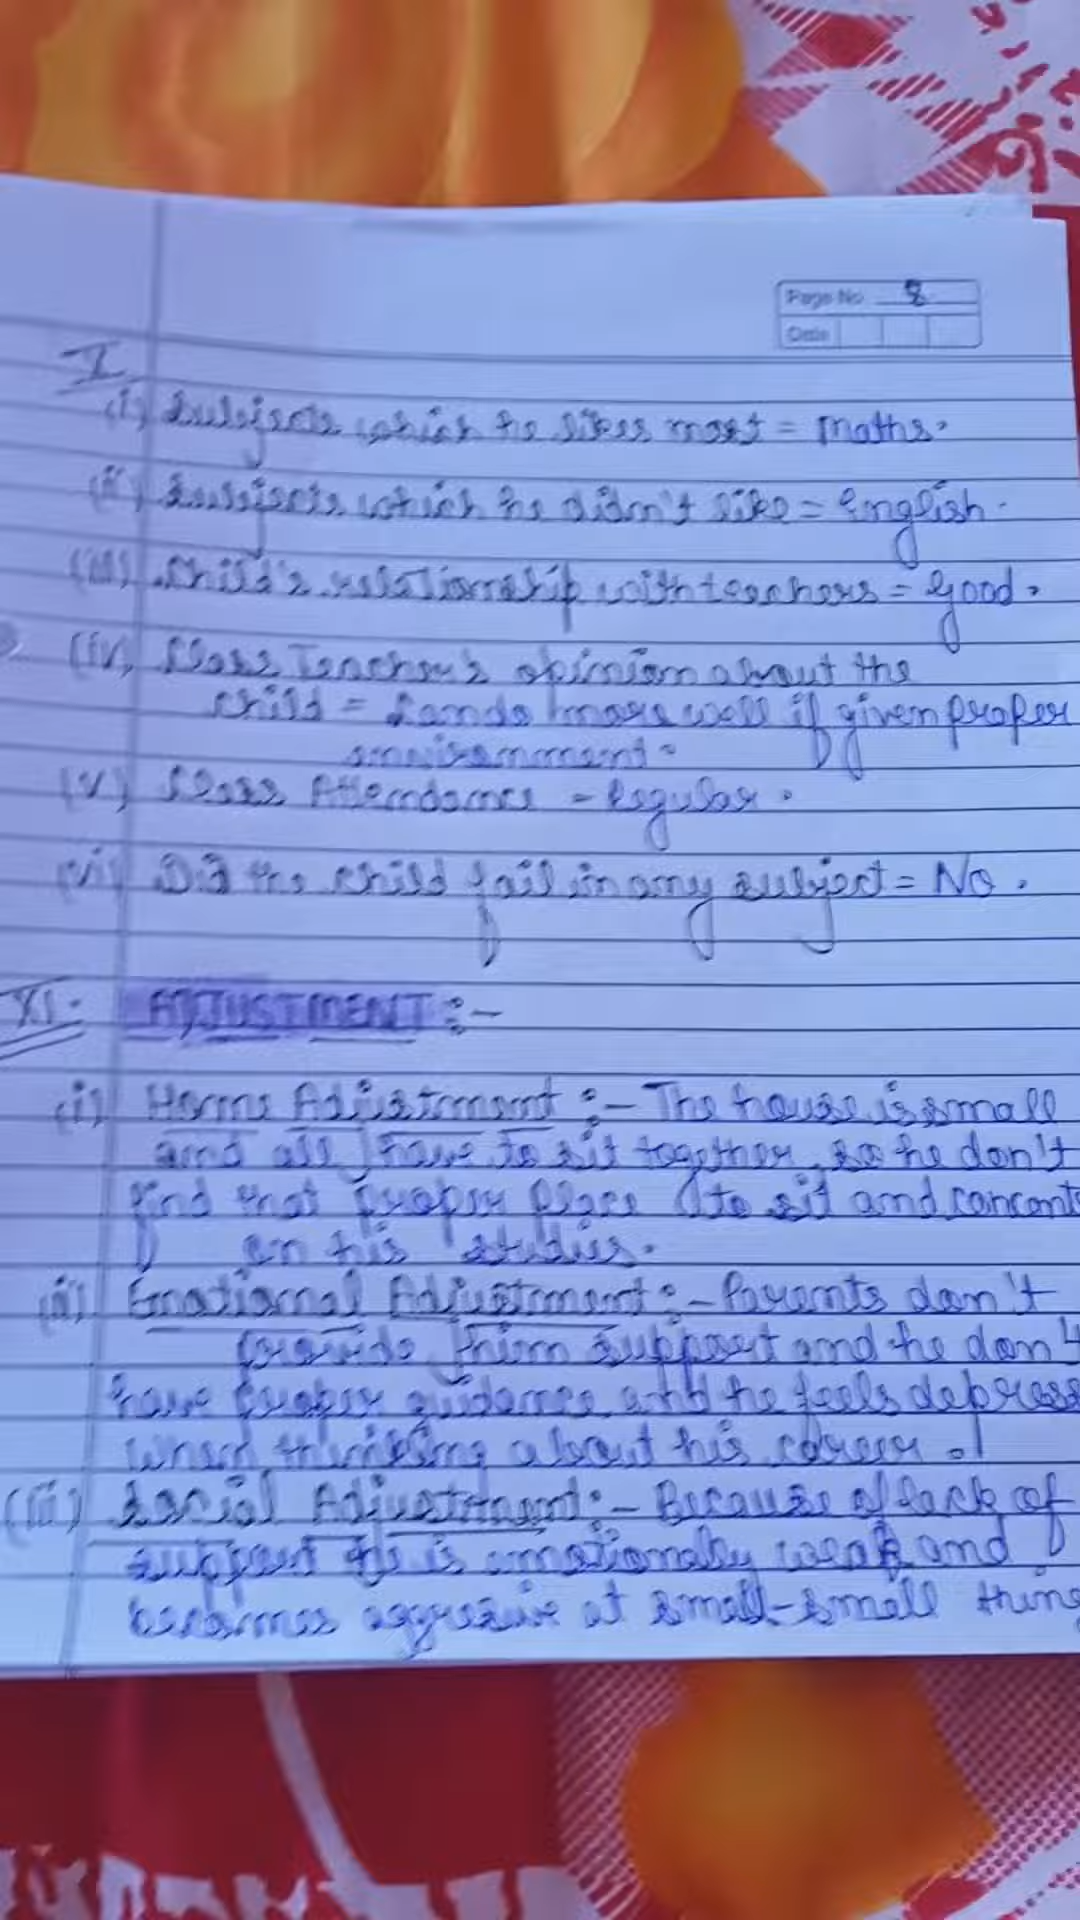 Page No 8
Date
X
(i) Subjects which he likes most = Maths.
(ii) Subjects which he didn't like = English.
(iii) Child's relationship with teachers = Good.
(iv) Class Teacher's opinion about the
child = Can do more well if given proper
environment.
(v) Class Attendance = Regular.
(vi) Did the child fail in any subject = No.
XI. ADJUSTMENT :-
(i) Home Adjustment :- The house is small
and all have to sit together, so he don't
find that proper place to sit and concent
on his studies.
(ii) Emotional Adjustment :- Parents don't
provide him support and he don't
have proper guidance and he feels depress
when thinking about his career.
(iii) Social Adjustment :- Because of lack of
support he is emotionally weak and
becomes aggressive at small-small thing